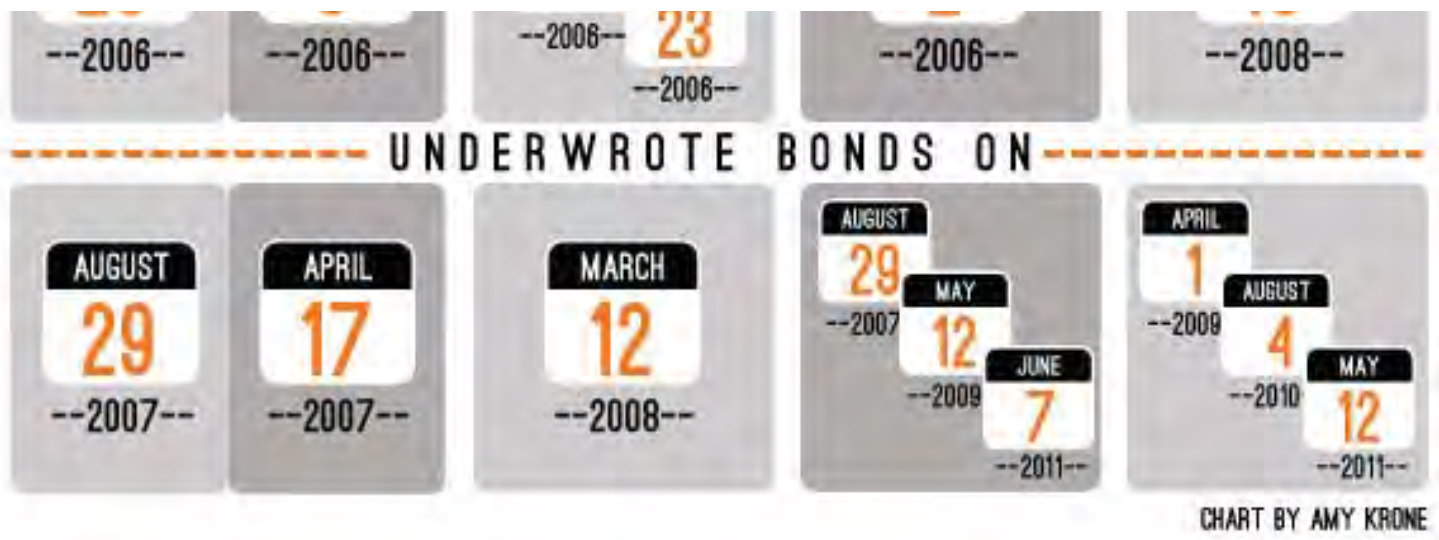 --2006--
--2006--
--2006--
23
--2006--
--2006--
--2008--
UNDERWROTE BONDS ON
AUGUST
29
--2007--
APRIL
17
--2007--
MARCH
12
--2008--
AUGUST
29
--2007
MAY
12
--2009
JUNE
7
--2011--
APRIL
1
--2009
AUGUST
4
--2010
MAY
12
--2011--
CHART BY AMY KRONE